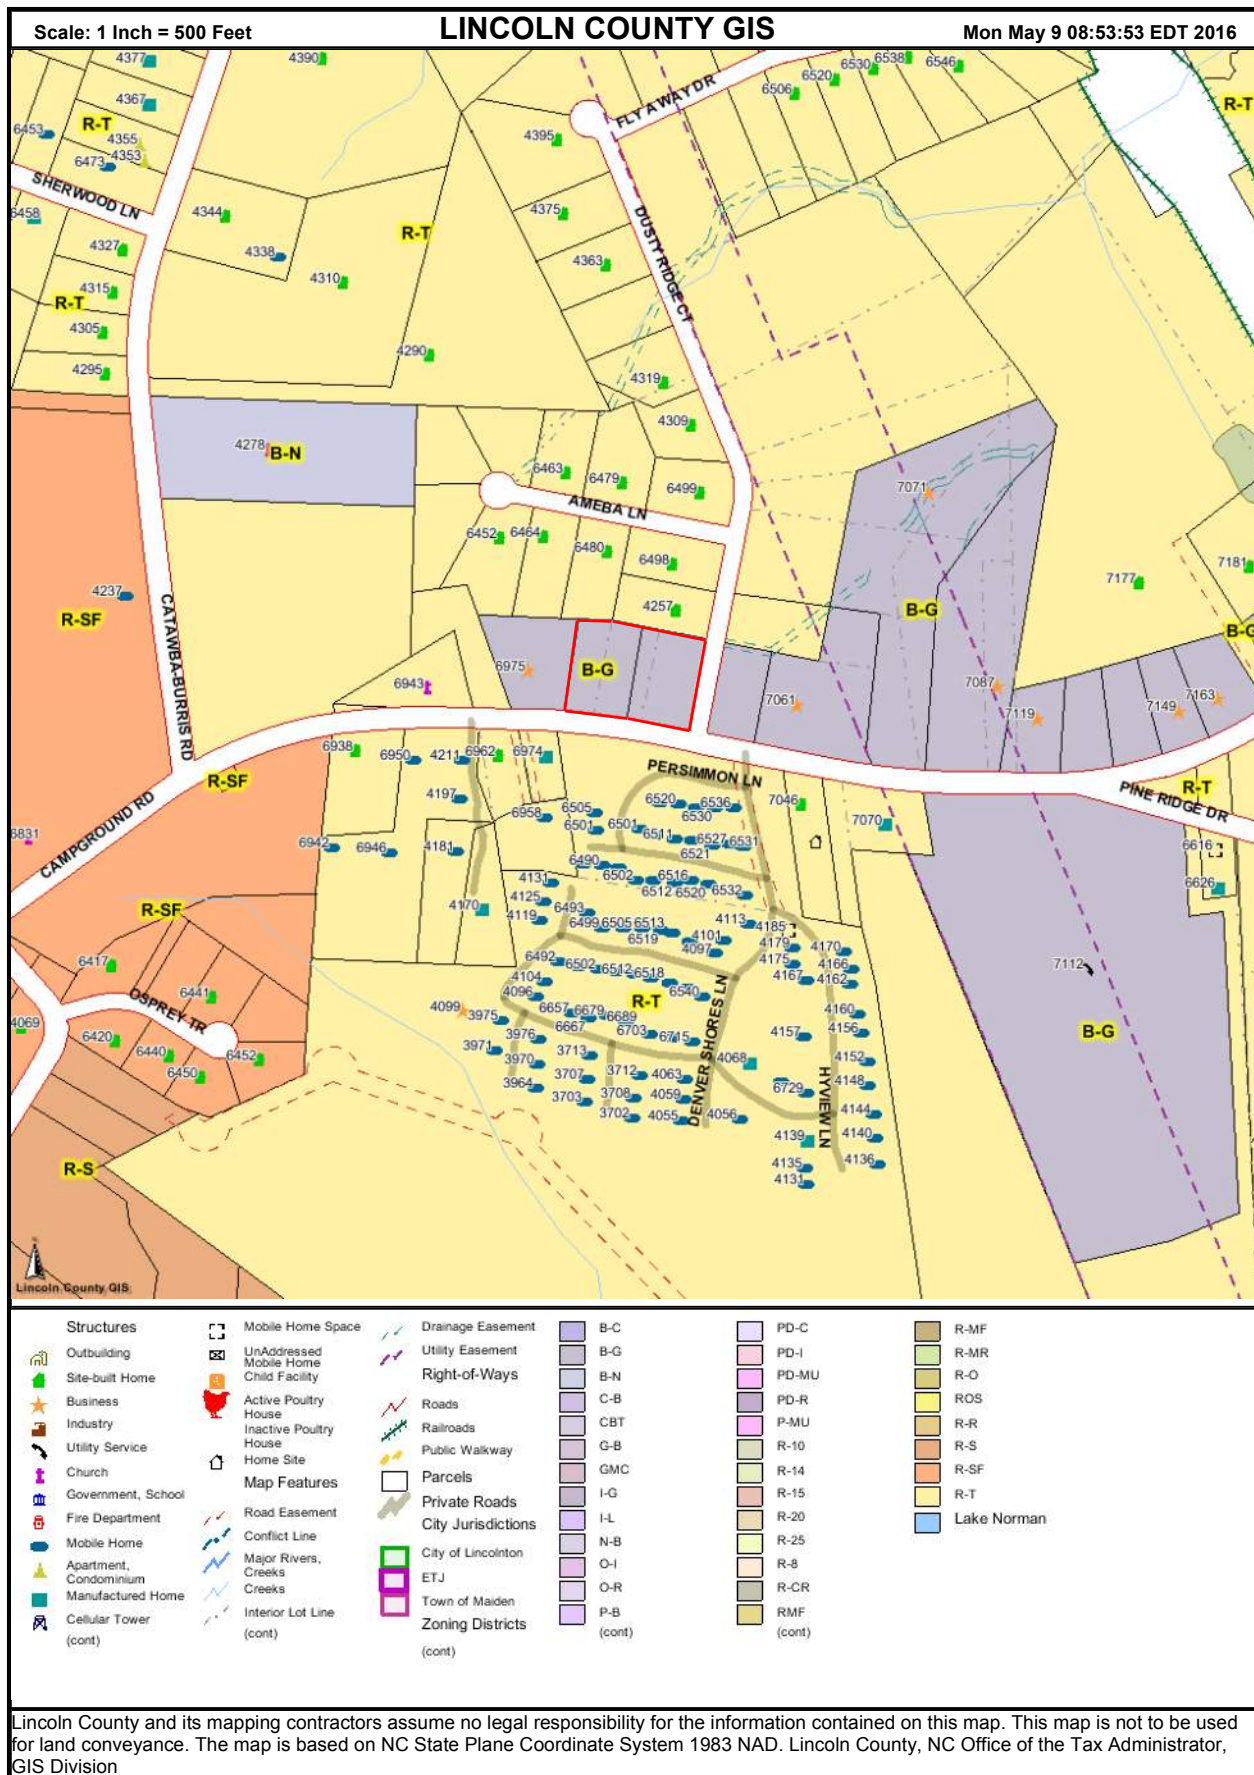 Scale: 1 Inch = 500 Feet
LINCOLN COUNTY GIS
Mon May 9 08:53:53 EDT 2016
4377
4390
6538
6546
6530
6520
6506
4367
FLY AWAY DR
R-T
6453
R-T
4355
4353
6473
4395
SHERWOOD LN
6458
4344
4375
DUSTY RIDGE CT
R-T
4327
4338
4363
4310
4315
R-T
4305
4290
4295
4319
4309
4278
B-N
6463
6479
6499
7071
AMEBA LN
6452
6464
6480
6498
7181
7177
4237
CATAWBA-BURRIS RD
4257
B-G
R-SF
B-G
6975
B-G
6943
7087
7061
7163
7149
7119
6938
6950
4211
6962
6974
PERSIMMON LN
R-SF
R-T
PINE RIDGE DR
4197
6958
6505
6520
6536
7046
6530
CAMPGROUND RD
6831
6501
6501
6511
6527
6531
7070
6942
6946
4181
6521
6616
6490
6502
6516
4131
6512
6520
6532
6626
4125
4170
R-SF
4119
6493
6499
6505
6513
4113
4185
6519
4101
4097
4179
4170
6417
6492
6502
6512
6518
4175
4166
7112
4104
4167
4162
6441
4096
6540
OSPREY TR
4099
3975
6657
6679
R-T
4160
4069
6689
6667
6703
6715
4157
4156
B-G
6420
3976
6440
6452
3971
3970
3713
4068
4152
6450
3964
3707
3712
4063
DENVER SHORES LN
6729
4148
3703
3708
4059
HYVIEW LN
3702
4055
4056
4144
4139
4140
R-S
4135
4136
4131
Lincoln County GIS
Structures
Outbuilding
Site-built Home
Business
Industry
Utility Service
Church
Government, School
Fire Department
Mobile Home
Apartment,
Condominium
Manufactured Home
Cellular Tower
(cont)
Mobile Home Space
UnAddressed
Mobile Home
Child Facility
Active Poultry
House
Inactive Poultry
House
Home Site
Map Features
Road Easement
Conflict Line
Major Rivers,
Creeks
Creeks
Interior Lot Line
(cont)
Drainage Easement
Utility Easement
Right-of-Ways
Roads
Railroads
Public Walkway
Parcels
Private Roads
City Jurisdictions
City of Lincolnton
ETJ
Town of Maiden
Zoning Districts
(cont)
B-C
B-G
B-N
C-B
CBT
G-B
GMC
I-G
I-L
N-B
O-I
O-R
P-B
(cont)
PD-C
PD-I
PD-MU
PD-R
P-MU
R-10
R-14
R-15
R-20
R-25
R-8
R-CR
RMF
(cont)
R-MF
R-MR
R-O
ROS
R-R
R-S
R-SF
R-T
Lake Norman
Lincoln County and its mapping contractors assume no legal responsibility for the information contained on this map. This map is not to be used
for land conveyance. The map is based on NC State Plane Coordinate System 1983 NAD. Lincoln County, NC Office of the Tax Administrator,
GIS Division